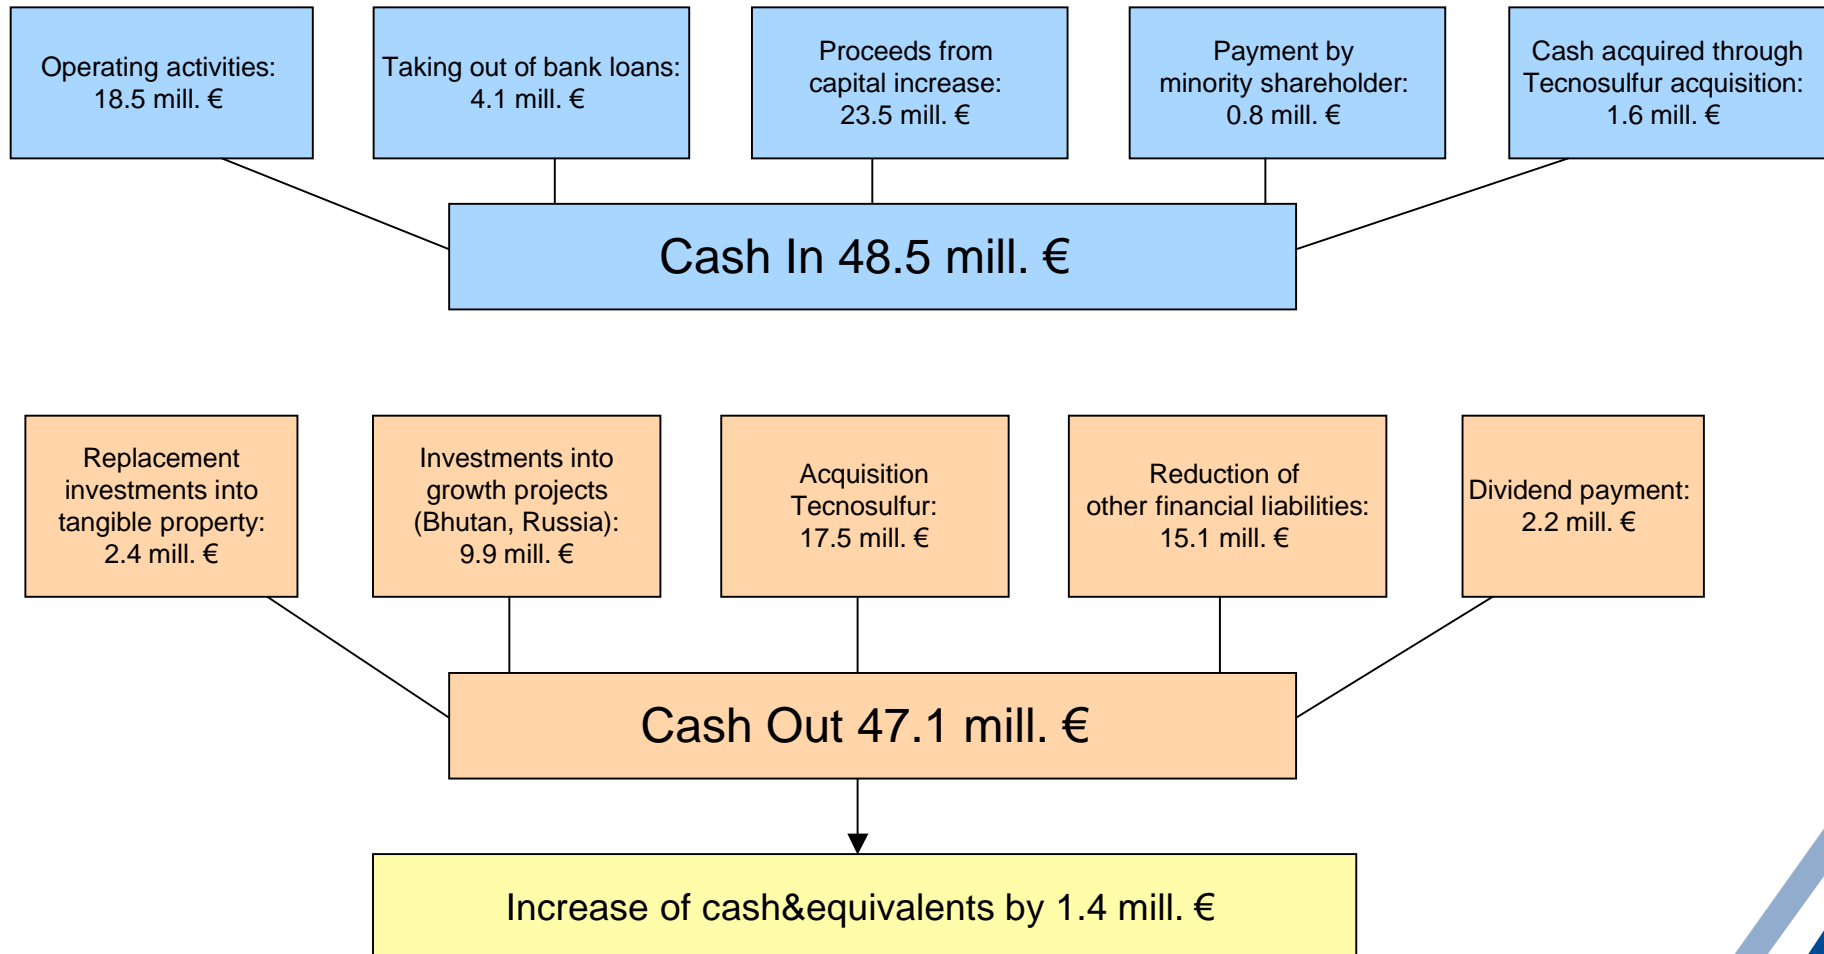 Operating activities:
18.5 mill. €
Taking out of bank loans:
4.1 mill. €
Proceeds from
capital increase:
23.5 mill. €
Payment by
minority shareholder:
0.8 mill. €
Cash acquired through
Tecnosulfur acquisition:
1.6 mill. €
Cash In 48.5 mill. €
Replacement
investments into
tangible property:
2.4 mill. €
Investments into
growth projects
(Bhutan, Russia):
9.9 mill. €
Acquisition
Tecnosulfur:
17.5 mill. €
Reduction of
other financial liabilities:
15.1 mill. €
Dividend payment:
2.2 mill. €
Cash Out 47.1 mill. €
Increase of cash&equivalents by 1.4 mill. €